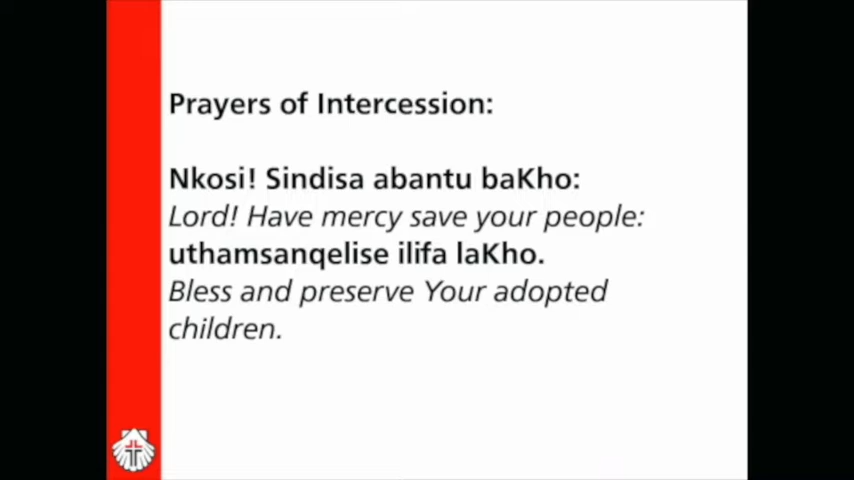 Prayers of Intercession:
Nkosi! Sindisa abantu baKho:
Lord! Have mercy save your people:
uthamsanqelise ilifa laKho.
Bless and preserve Your adopted
children.